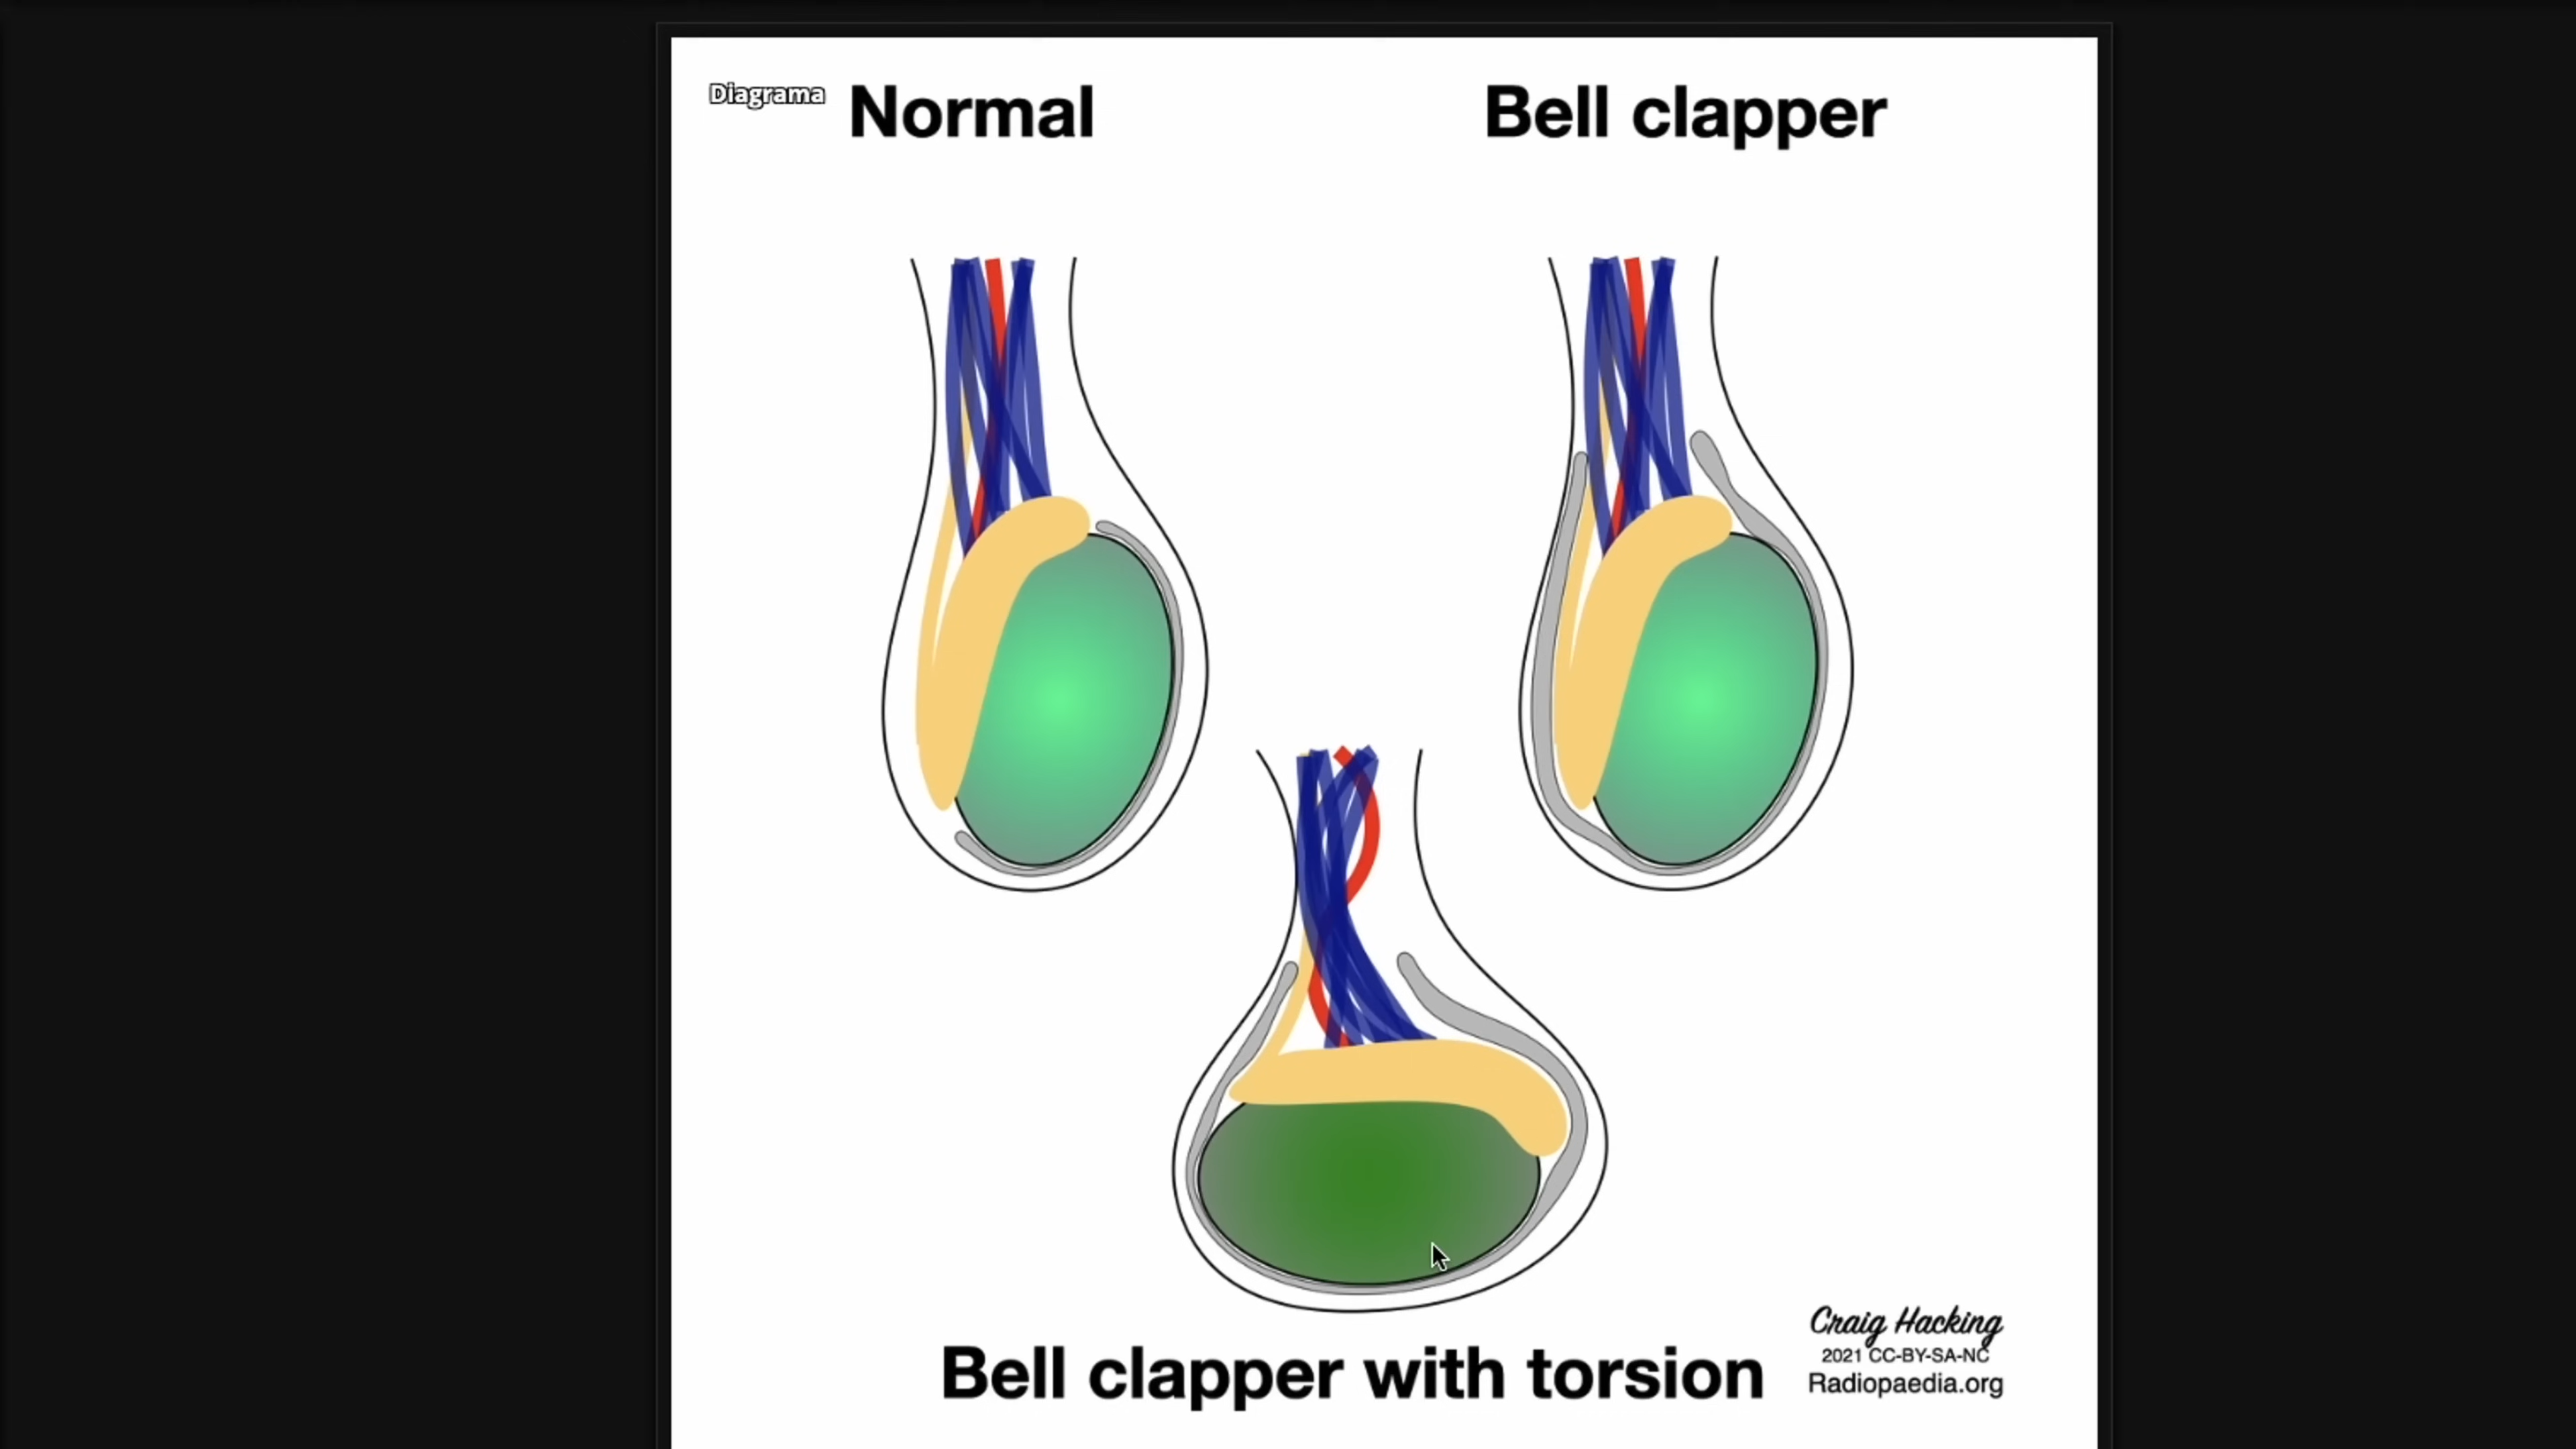 Diagrama
Normal
Bell clapper
Bell clapper with torsion
Craig Hacking
2021 CC-BY-SA-NC
Radiopaedia.org